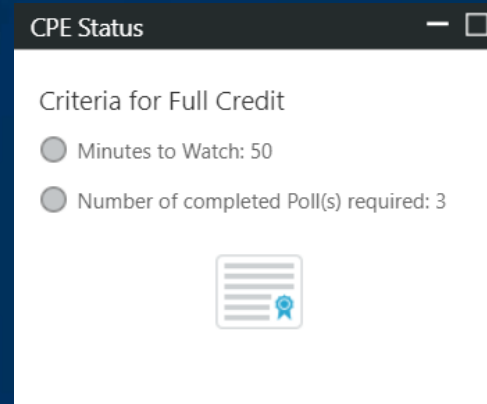 CPE Status
Criteria for Full Credit
Minutes to Watch: 50
Number of completed Poll(s) required: 3